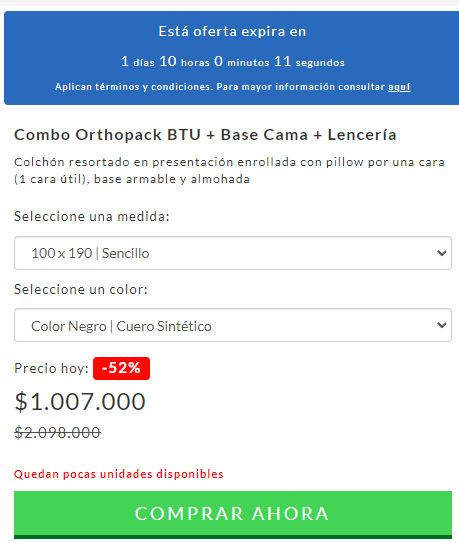 Está oferta expira en
1 días 10 horas 0 minutos 11 segundos
Aplican términos y condiciones. Para mayor información consultar aquí
Combo Orthopack BTU + Base Cama + Lencería
Colchón resortado en presentación enrollada con pillow por una cara
(1 cara útil), base armable y almohada
Seleccione una medida:
100 x 190 | Sencillo
Seleccione un color:
Color Negro | Cuero Sintético
Precio hoy: -52%
$1.007.000
$2.098.000
Quedan pocas unidades disponibles
COMPRAR AHORA